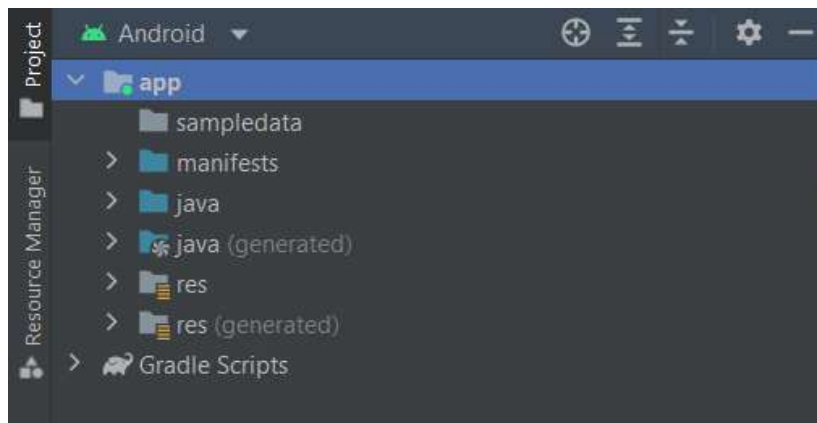 Project
Resource Manager
Android
app
sampledata
manifests
java
java (generated)
res
res (generated)
Gradle Scripts